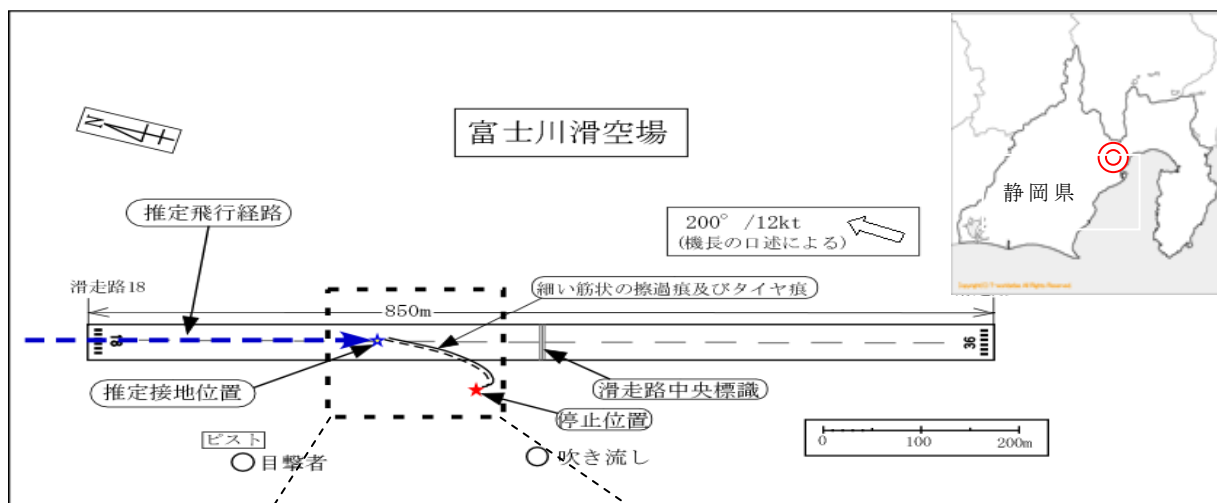 富士川滑空場
N
静岡県
推定飛行経路
200° /12kt
(機長の口述による)
滑走路18
細い筋状の擦過痕及びタイヤ痕
850m
18
36
推定接地位置
滑走路中央標識
停止位置
ピスト
目撃者
吹き流し
0 100 200m